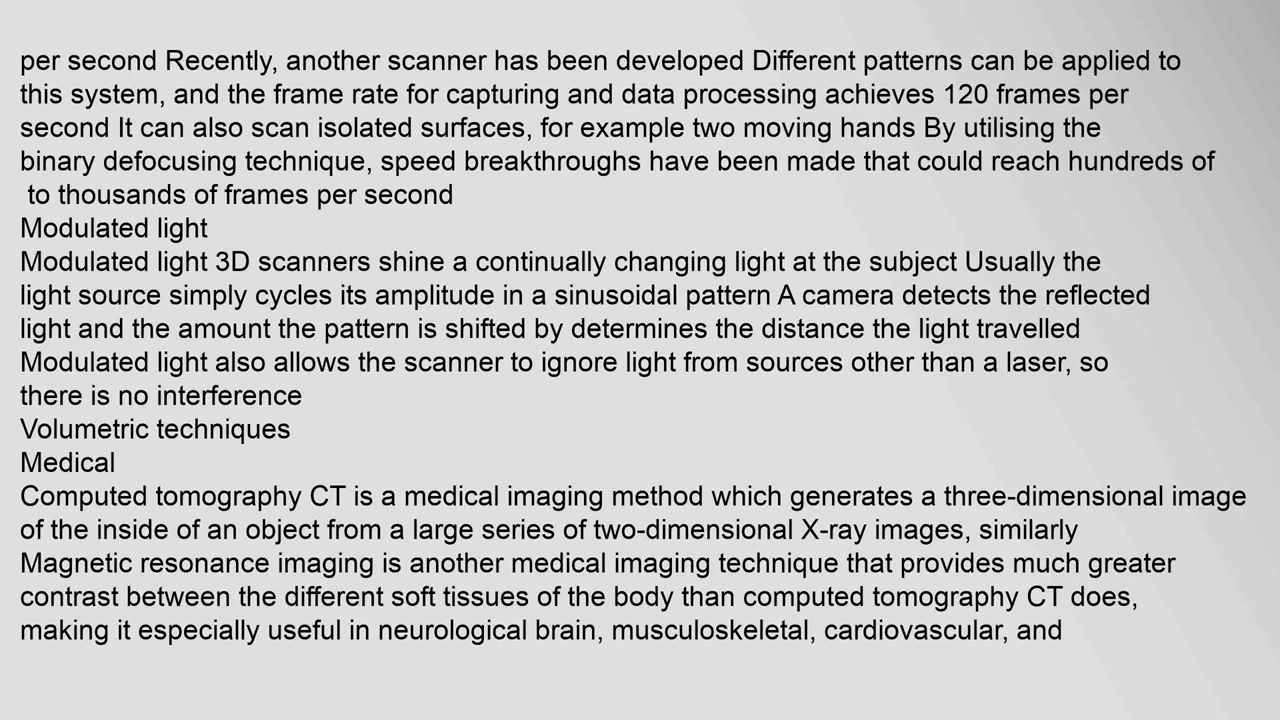 per second Recently, another scanner has been developed Different patterns can be applied to
this system, and the frame rate for capturing and data processing achieves 120 frames per
second It can also scan isolated surfaces, for example two moving hands By utilising the
binary defocusing technique, speed breakthroughs have been made that could reach hundreds of
to thousands of frames per second
Modulated light
Modulated light 3D scanners shine a continually changing light at the subject Usually the
light source simply cycles its amplitude in a sinusoidal pattern A camera detects the reflected
light and the amount the pattern is shifted by determines the distance the light travelled
Modulated light also allows the scanner to ignore light from sources other than a laser, so
there is no interference
Volumetric techniques
Medical
Computed tomography CT is a medical imaging method which generates a three-dimensional image
of the inside of an object from a large series of two-dimensional X-ray images, similarly
Magnetic resonance imaging is another medical imaging technique that provides much greater
contrast between the different soft tissues of the body than computed tomography CT does,
making it especially useful in neurological brain, musculoskeletal, cardiovascular, and